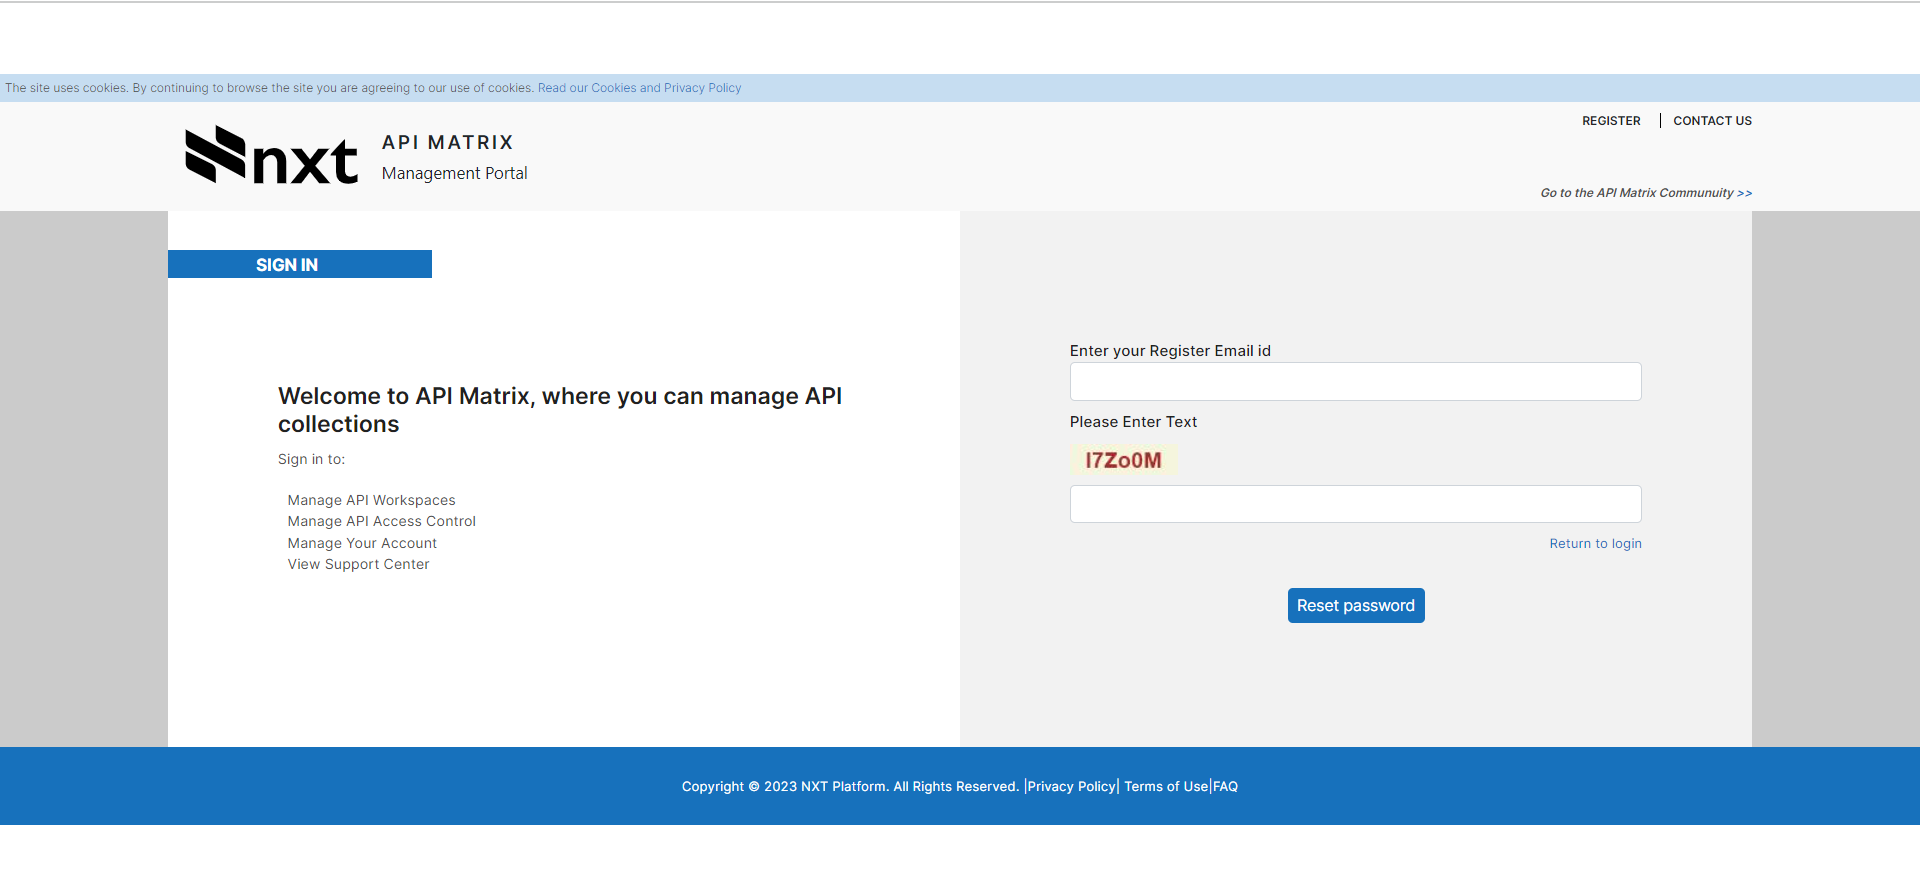 The site uses cookies. By continuing to browse the site you are agreeing to our use of cookies. Read our Cookies and Privacy Policy
REGISTER | CONTACT US
nxt
API MATRIX
Management Portal
Go to the API Matrix Communuity >>
SIGN IN
Welcome to API Matrix, where you can manage API
collections
Sign in to:
Manage API Workspaces
Manage API Access Control
Manage Your Account
View Support Center
Enter your Register Email id
Please Enter Text
I7Zo0M
Return to login
Reset password
Copyright © 2023 NXT Platform. All Rights Reserved. |Privacy Policy| Terms of Use|FAQ